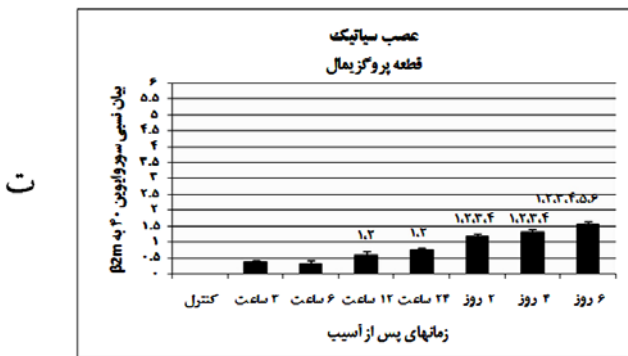 عصب سیاتیک
قطعه پروگزیمال
بیان نسبی سوروایوین ۴۰ به β2m
۶
۵.۵
۵
۴.۵
۴
۳.۵
۳
۲.۵
۲
۱.۵
۱
۰.۵
۰
۱،۳ ۱،۳ ۱،۲،۳،۴ ۱،۲،۳،۴ ۱،۲،۳،۴،۵،۶
کنترل ۳ ساعت ۶ ساعت ۱۲ ساعت ۲۴ ساعت ۲ روز ۴ روز ۶ روز
زمانهای پس از آسیب
ت